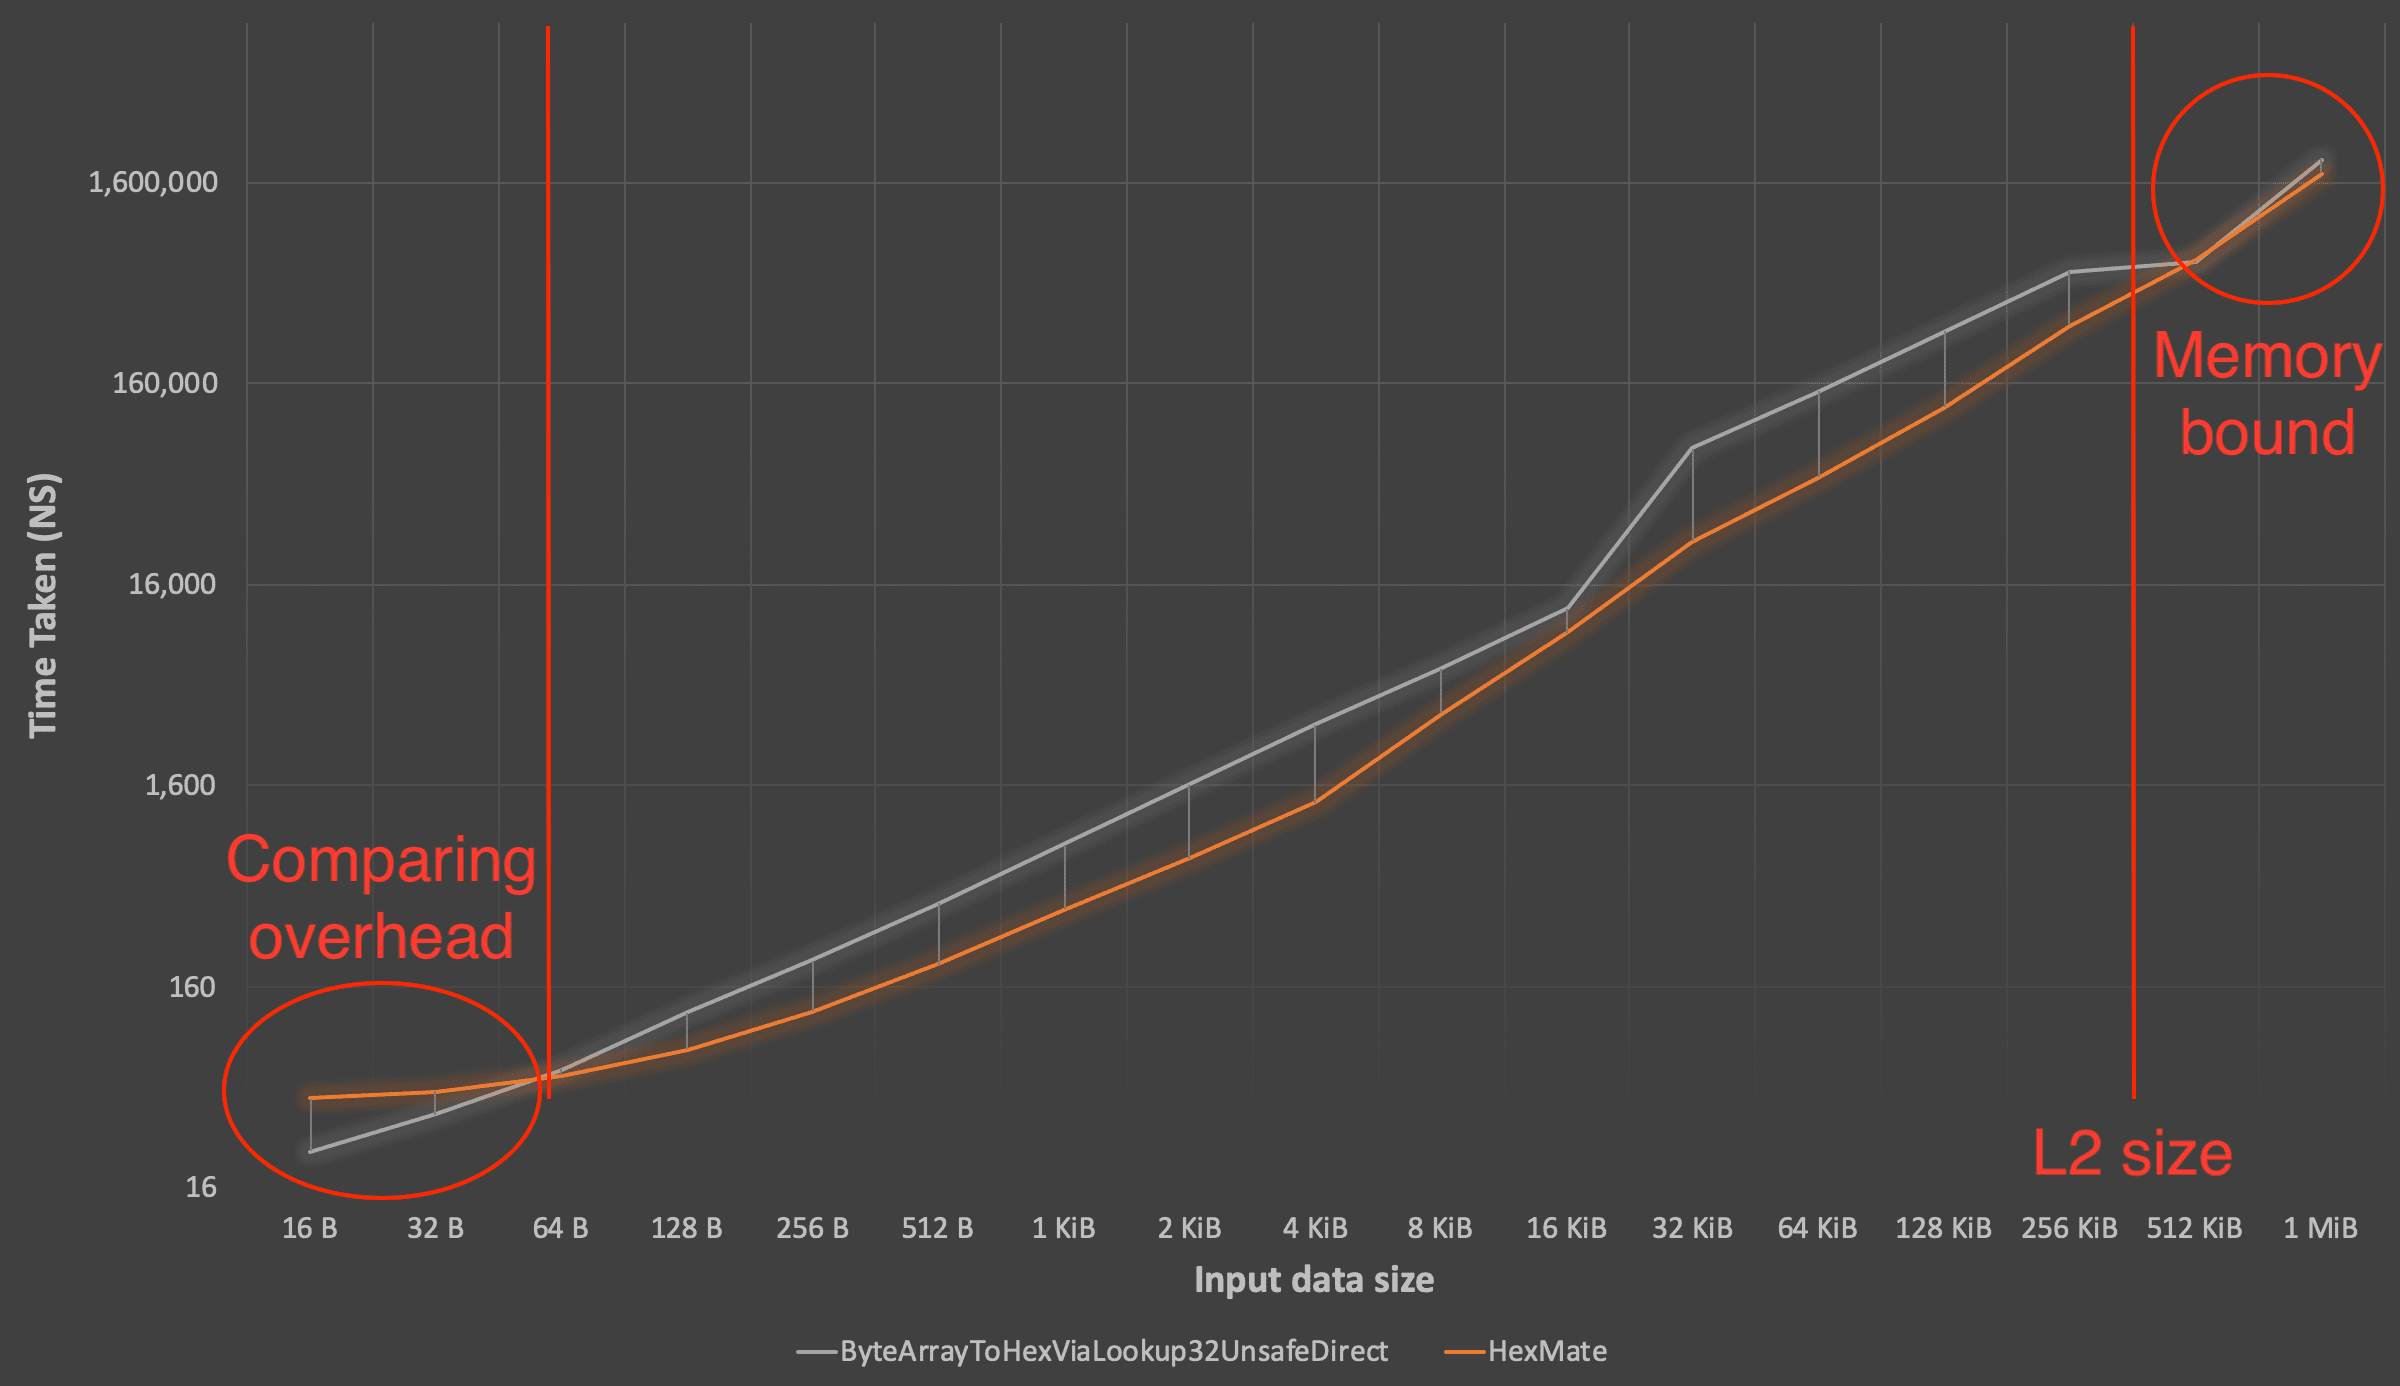 1,600,000
160,000
16,000
1,600
160
16
Time Taken (NS)
Memory
bound
Comparing
overhead
L2 size
16 B 32 B 64 B 128 B 256 B 512 B 1 KiB 2 KiB 4 KiB 8 KiB 16 KiB 32 KiB 64 KiB 128 KiB 256 KiB 512 KiB 1 MiB
Input data size
ByteArrayToHexViaLookup32UnsafeDirect HexMate